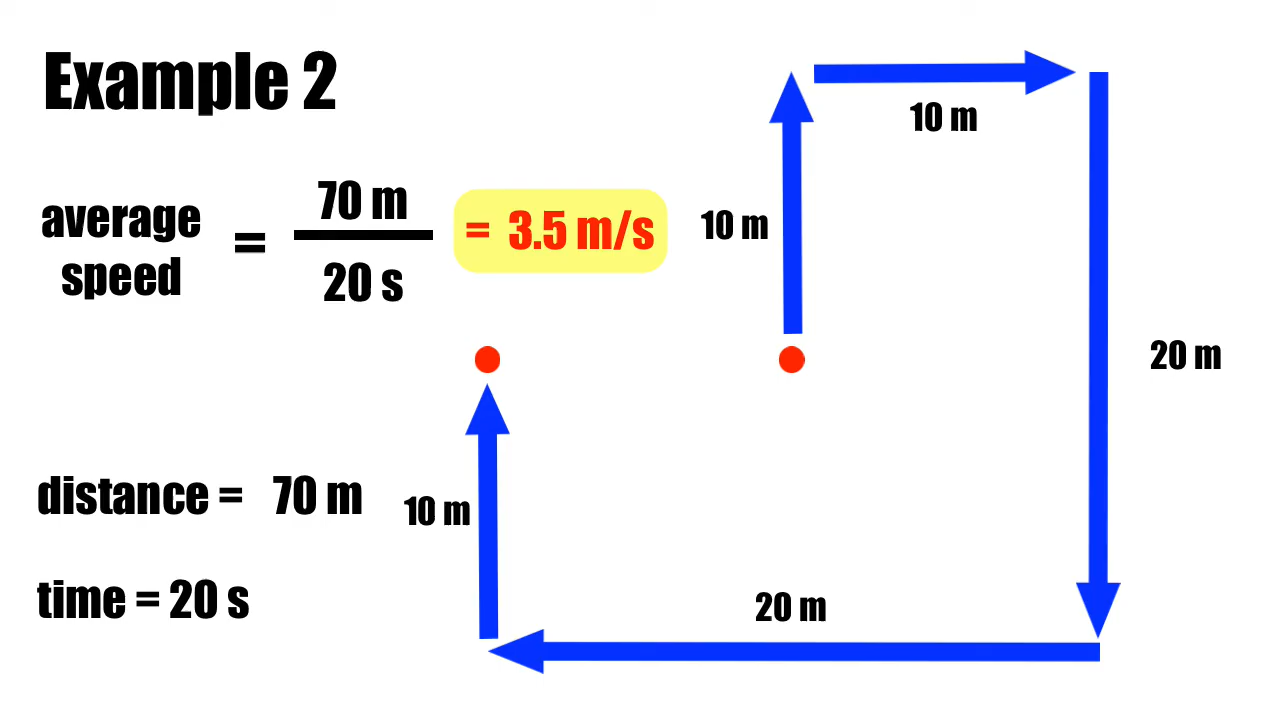 Example 2
average
speed
=
70 m
20 s
= 3.5 m/s
10 m
10 m
20 m
20 m
10 m
distance = 70 m
time = 20 s